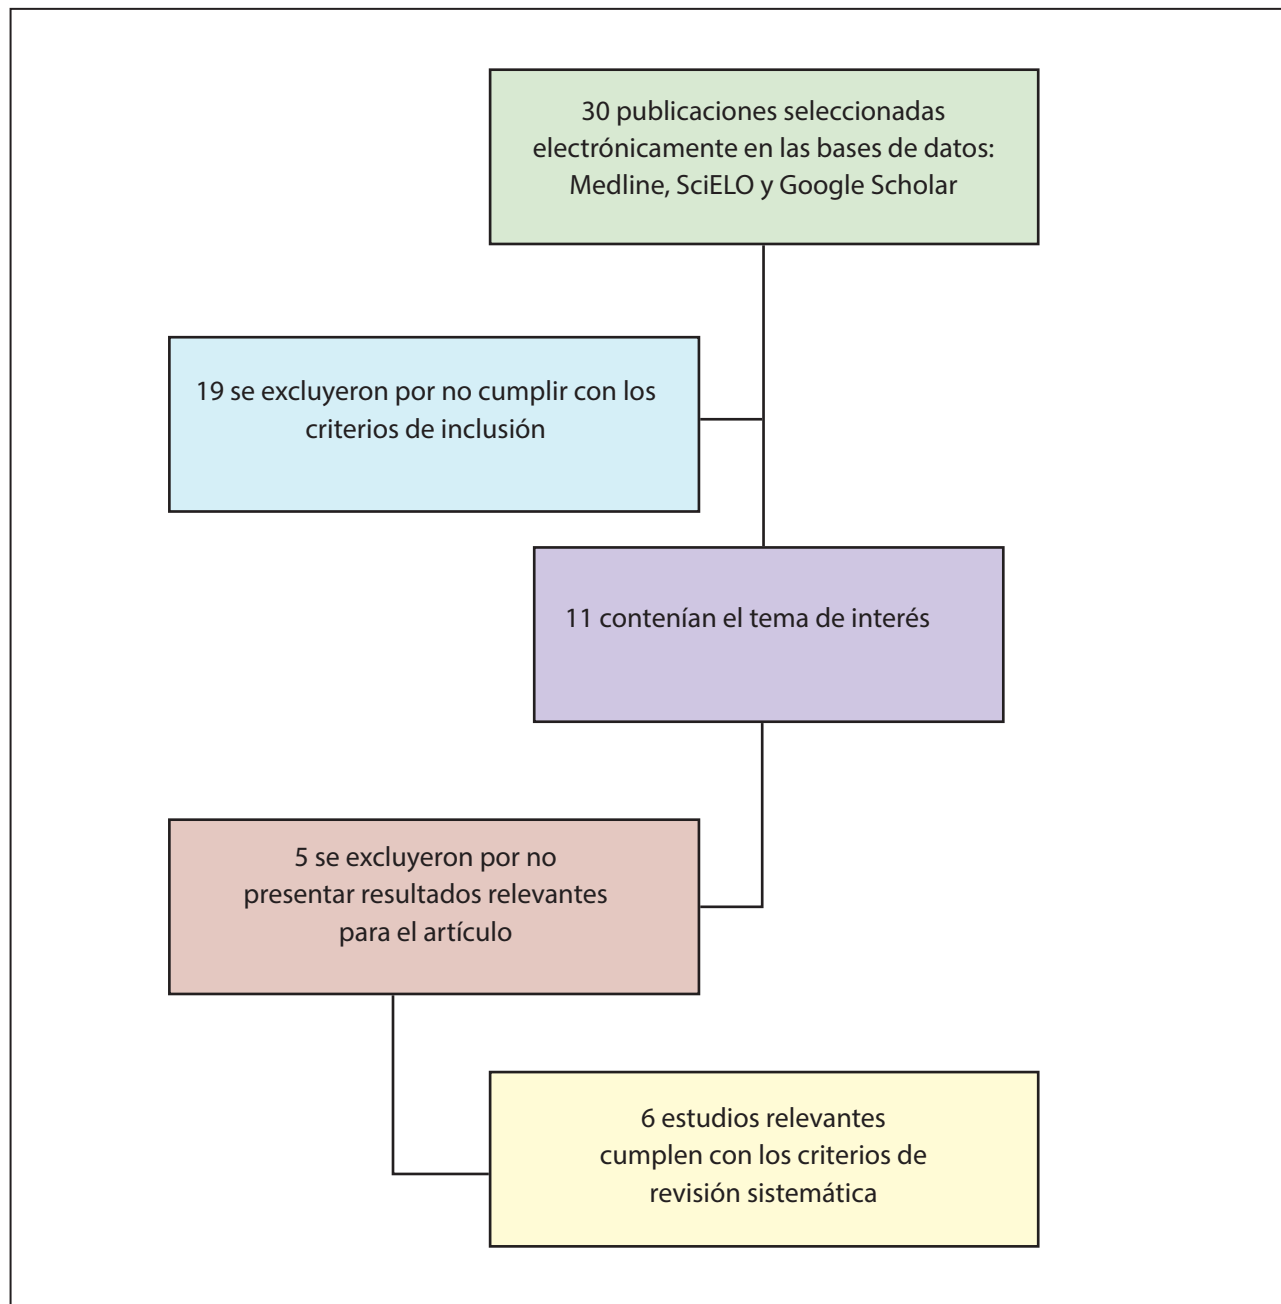 30 publicaciones seleccionadas
electrónicamente en las bases de datos:
Medline, SciELO y Google Scholar
19 se excluyeron por no cumplir con los
criterios de inclusión
11 contenían el tema de interés
5 se excluyeron por no
presentar resultados relevantes
para el artículo
6 estudios relevantes
cumplen con los criterios de
revisión sistemática